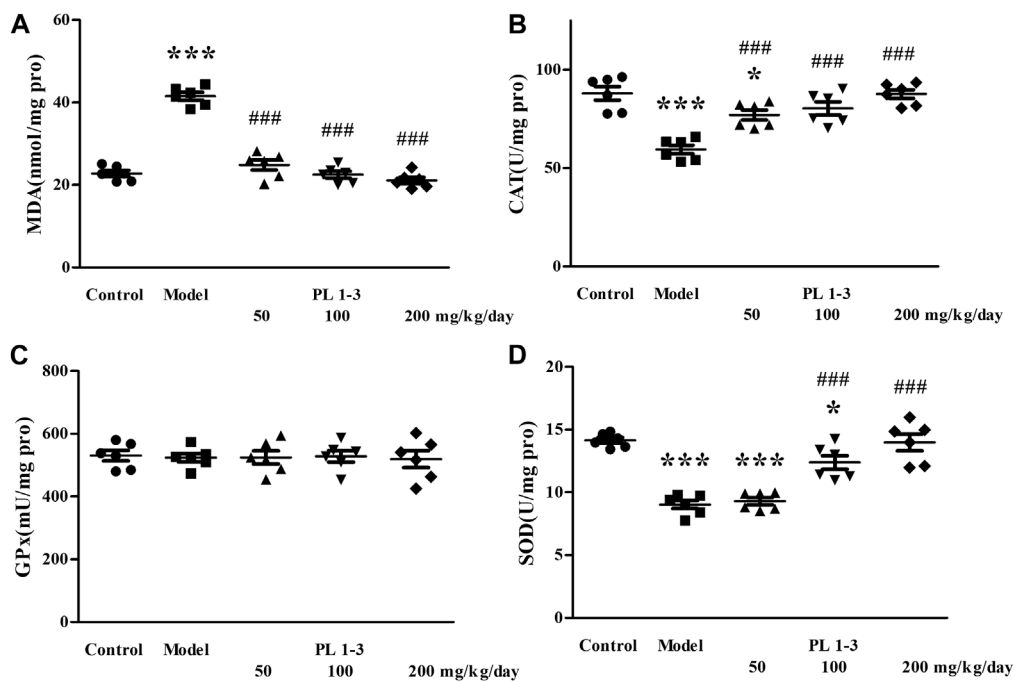 A
MDA(nmol/mg pro)
60
40
20
0
***
###
###
###
Control Model PL 1-3
50 100 200 mg/kg/day
B
CAT(U/mg pro)
100
50
0
***
###
*
###
###
Control Model PL 1-3
50 100 200 mg/kg/day
C
GPx(mU/mg pro)
800
600
400
200
0
Control Model PL 1-3
50 100 200 mg/kg/day
D
SOD(U/mg pro)
20
15
10
5
0
***
***
###
*
###
Control Model PL 1-3
50 100 200 mg/kg/day